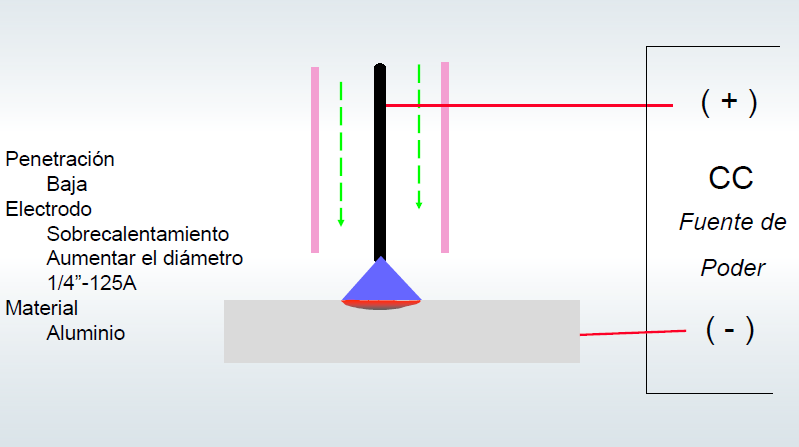 Penetración
Baja
Electrodo
Sobrecalentamiento
Aumentar el diámetro
1/4”-125A
Material
Aluminio
( + )
CC
Fuente de
Poder
( - )